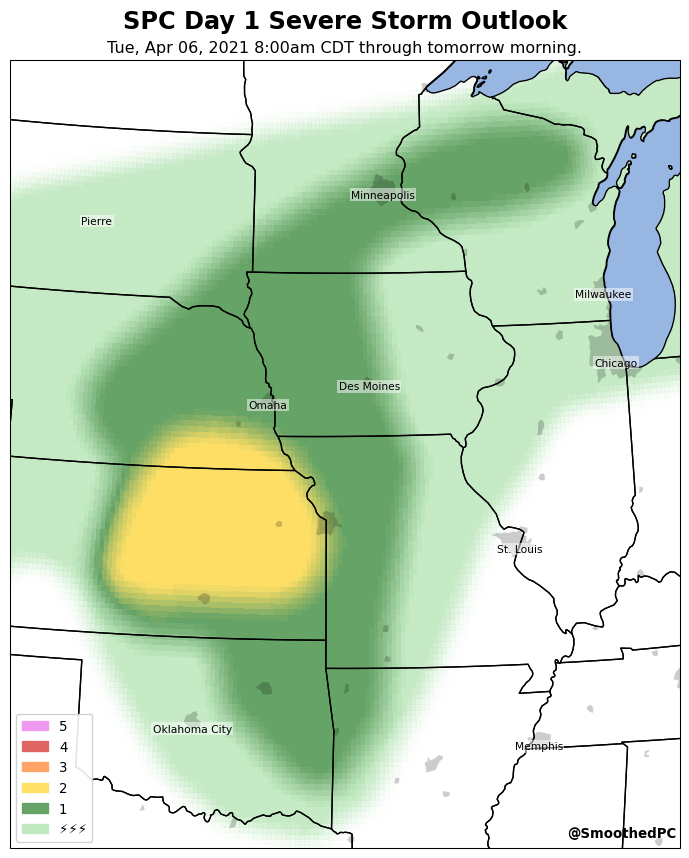 SPC Day 1 Severe Storm Outlook
Tue, Apr 06, 2021 8:00am CDT through tomorrow morning.
Minneapolis
Pierre
Milwaukee
Chicago
Des Moines
Omaha
St. Louis
Oklahoma City
Memphis
5
4
3
2
1
⚡⚡⚡
@SmoothedPC